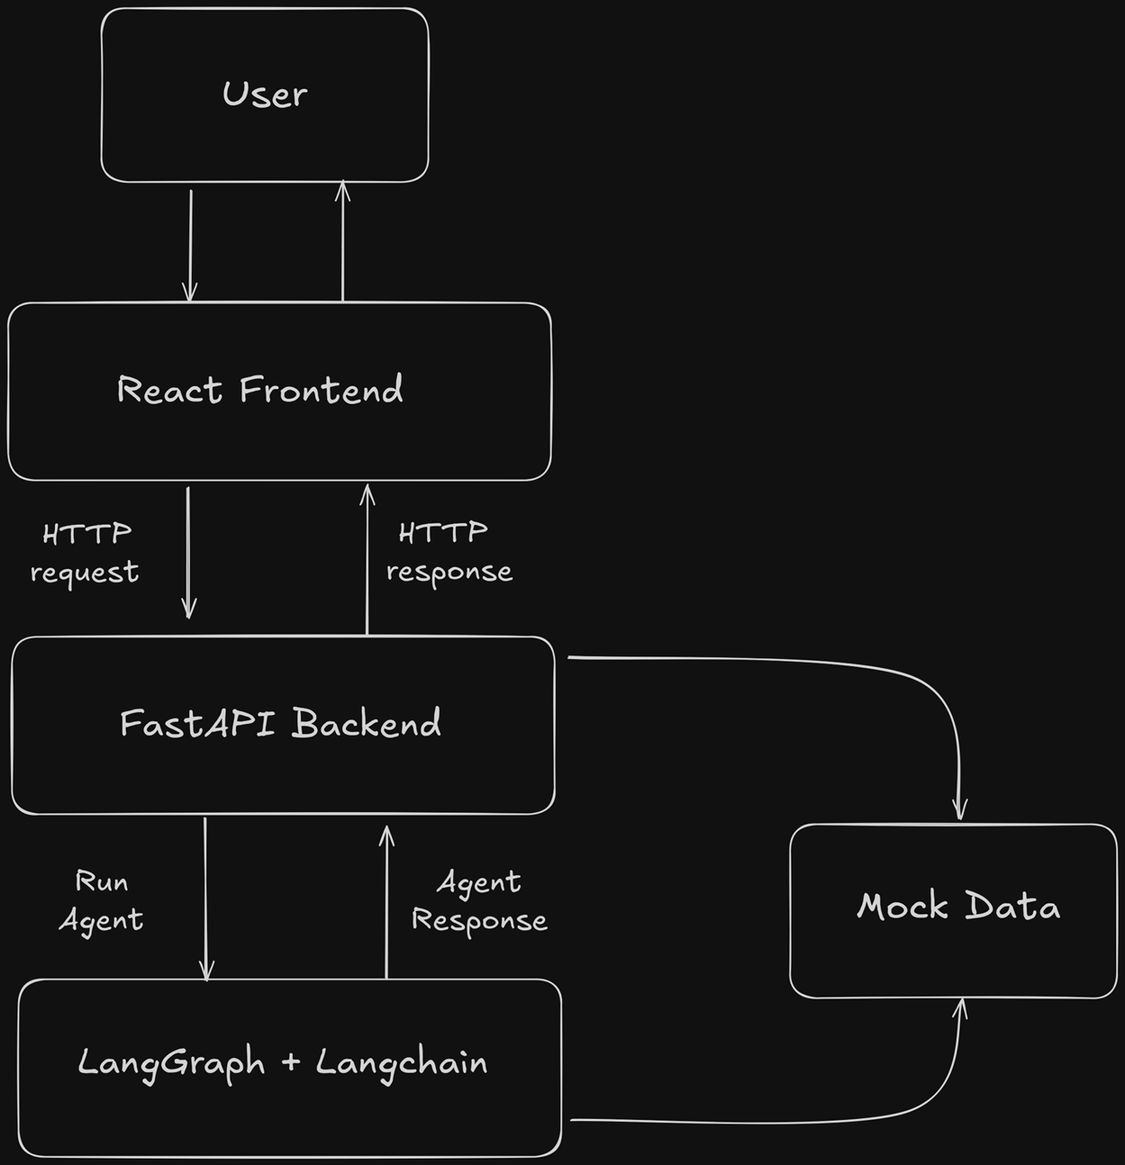 User
React Frontend
HTTP
request
HTTP
response
FastAPI Backend
Run
Agent
Agent
Response
Mock Data
LangGraph + Langchain